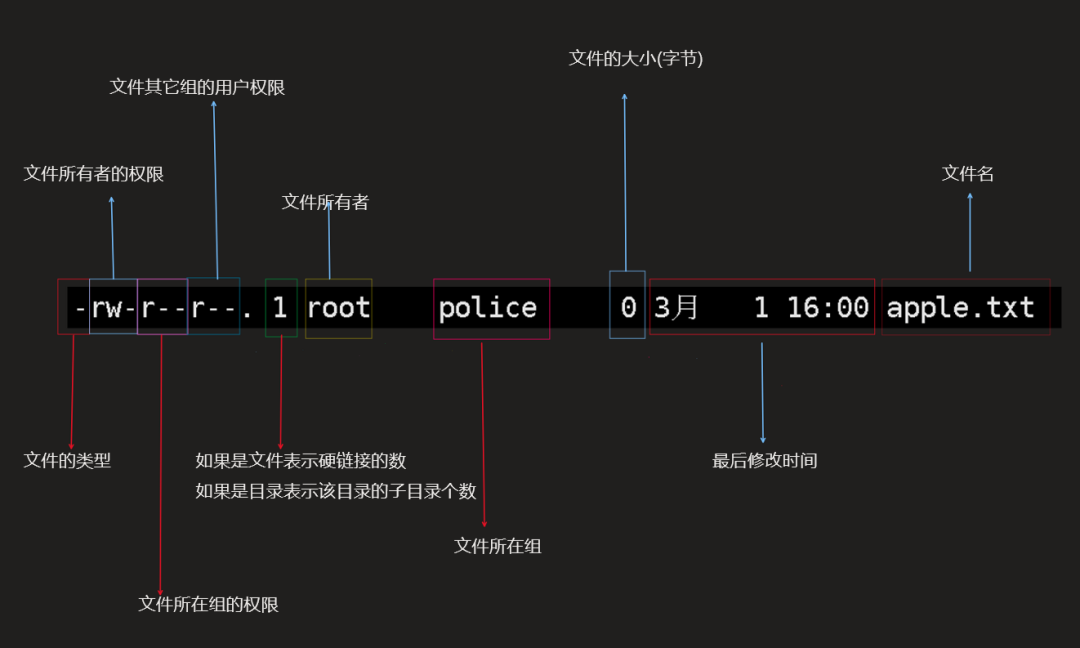 文件的大小(字节)
文件其它组的用户权限
文件所有者的权限
文件名
文件所有者
-rw-r--r--. 1 root police 0 3月 1 16:00 apple.txt
文件的类型
如果是文件表示硬链接的数
如果是目录表示该目录的子目录个数
最后修改时间
文件所在组
文件所在组的权限